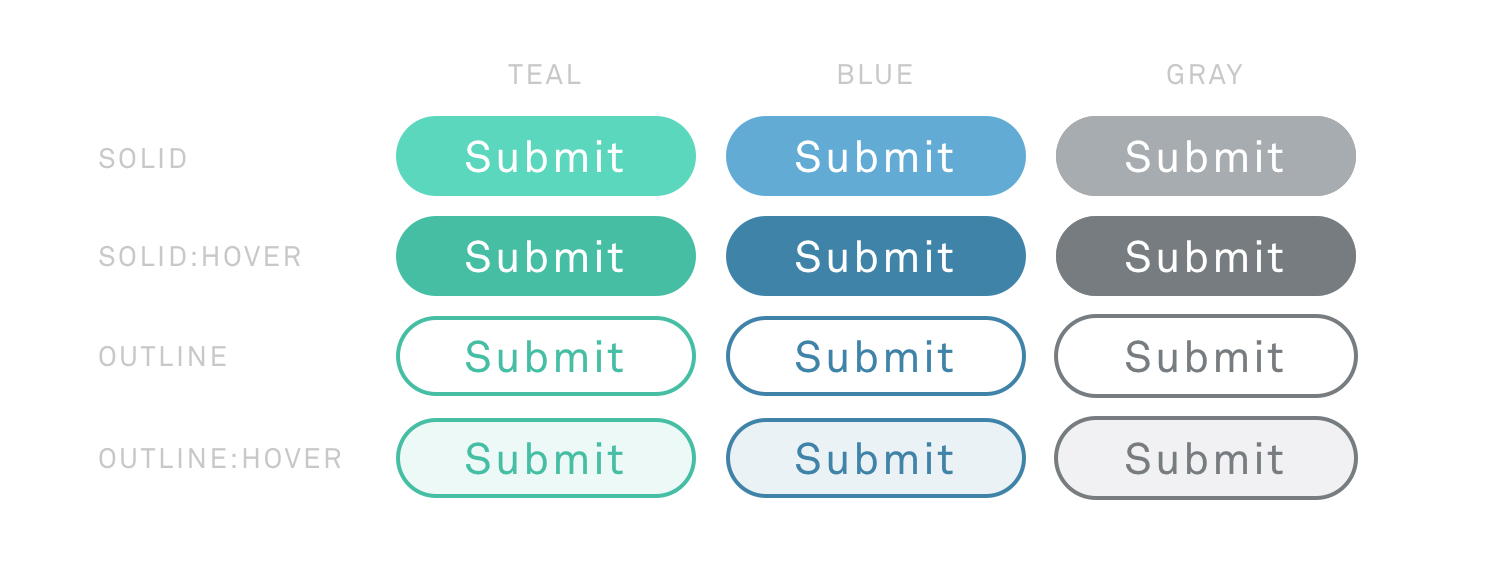 TEAL BLUE GRAY
SOLID Submit Submit Submit
SOLID:HOVER Submit Submit Submit
OUTLINE Submit Submit Submit
OUTLINE:HOVER Submit Submit Submit